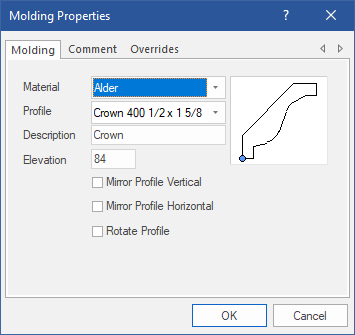 Molding Properties ?
Molding Comment Overrides
Material Alder
Profile Crown 400 1/2 x 1 5/8
Description Crown
Elevation 84
Mirror Profile Vertical
Mirror Profile Horizontal
Rotate Profile
OK Cancel